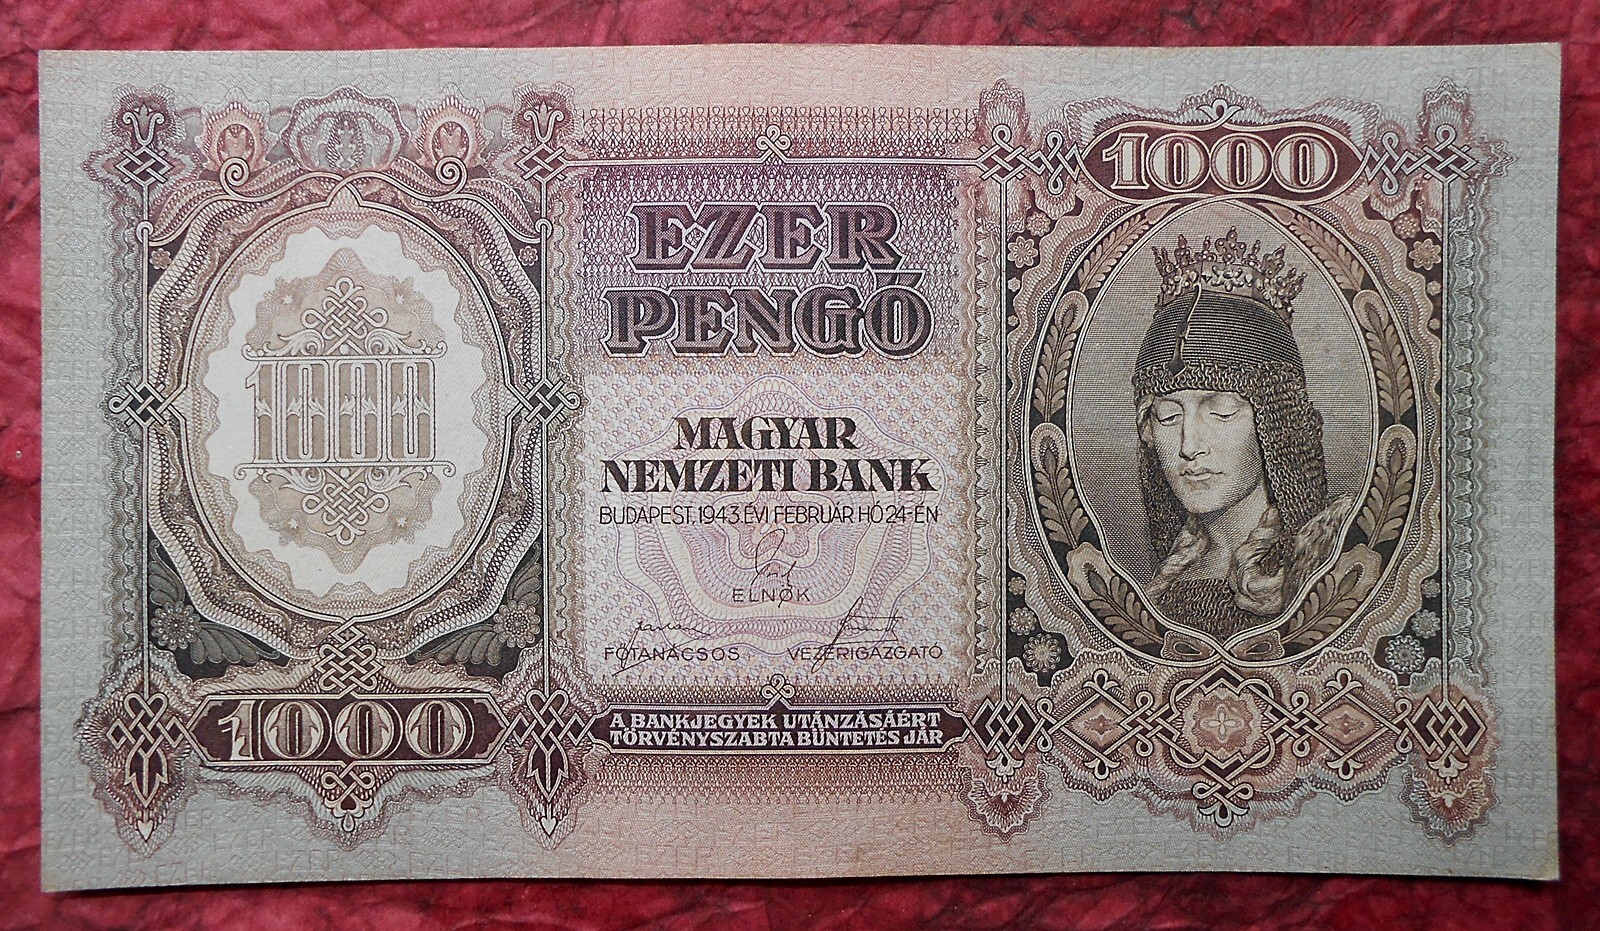 1000
EZER
PENGŐ
1000
MAGYAR
NEMZETI BANK
BUDAPEST, 1943. ÉVI FEBRUÁR HÓ 24-ÉN
ELNÖK
FŐTANÁCSOS VEZÉRIGAZGATÓ
1000
A BANKJEGYEK UTÁNZÁSÁÉRT
TÖRVÉNYSZABTA BÜNTETÉS JÁR